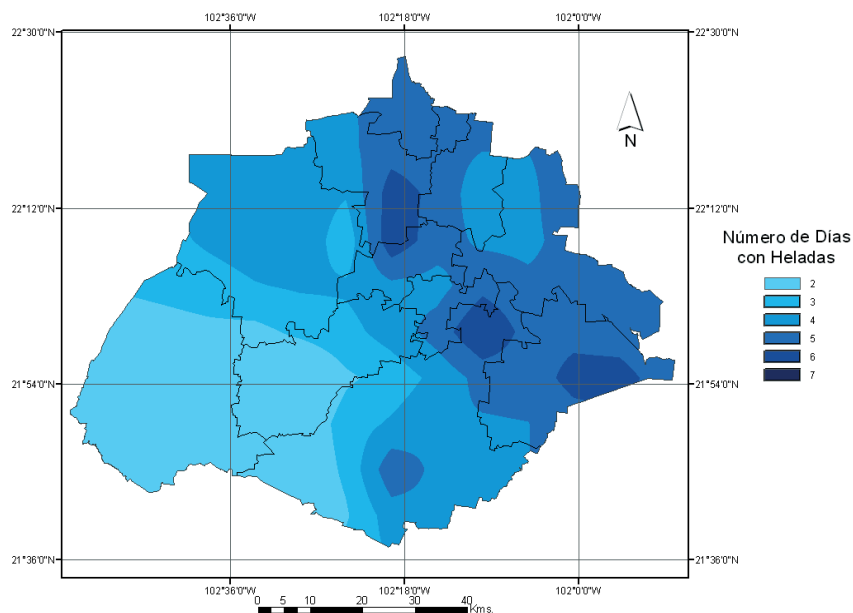 102°36'0"W 102°18'0"W 102°0'0"W
22°30'0"N 22°30'0"N
N
22°12'0"N 22°12'0"N
Número de Días
con Heladas
2
3
4
5
6
7
21°54'0"N 21°54'0"N
21°36'0"N 21°36'0"N
102°36'0"W 102°18'0"W 102°0'0"W
0 5 10 20 30 40
Kms.